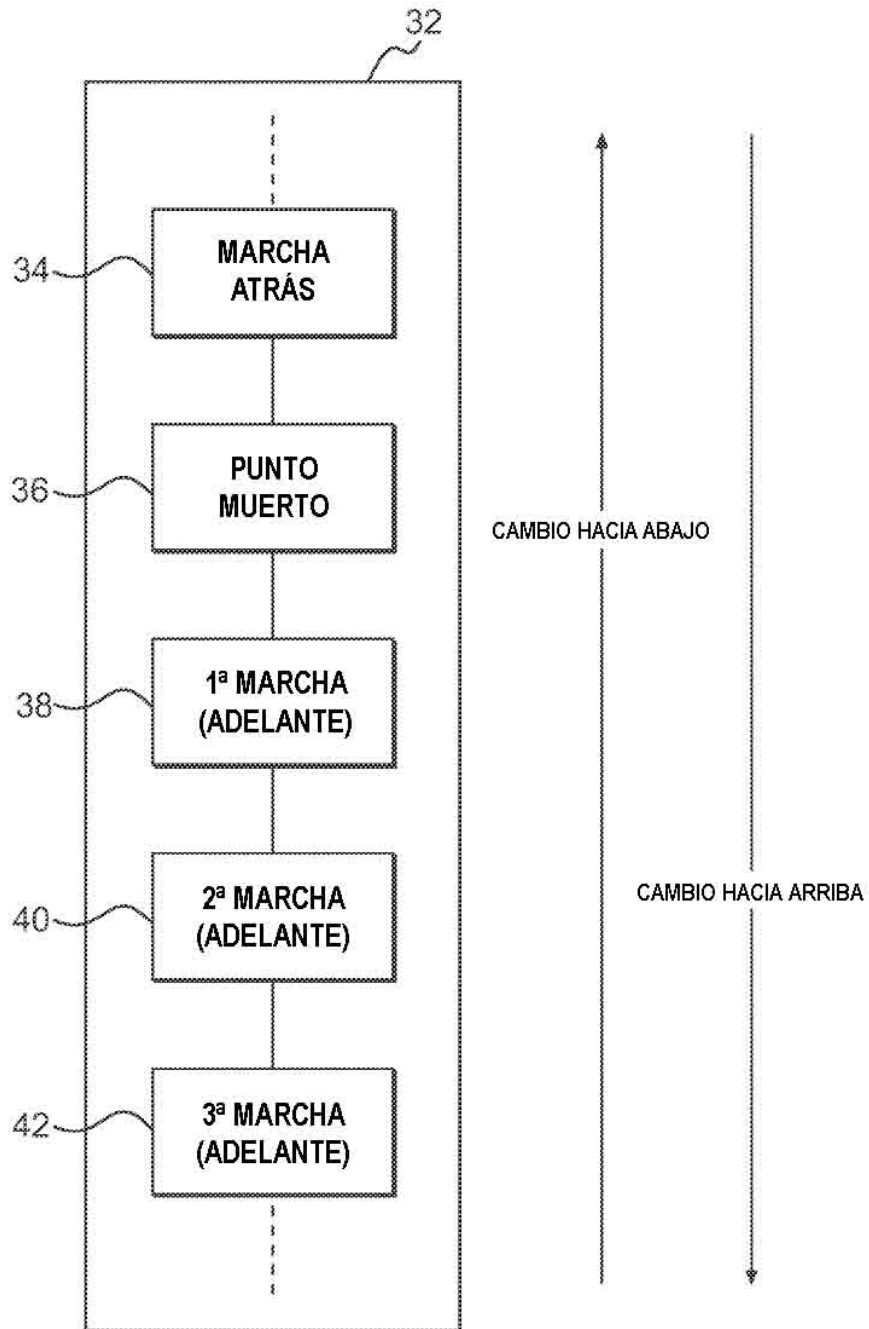 32
34
MARCHA
ATRÁS
36
PUNTO
MUERTO
CAMBIO HACIA ABAJO
38
1ª MARCHA
(ADELANTE)
40
2ª MARCHA
(ADELANTE)
CAMBIO HACIA ARRIBA
42
3ª MARCHA
(ADELANTE)